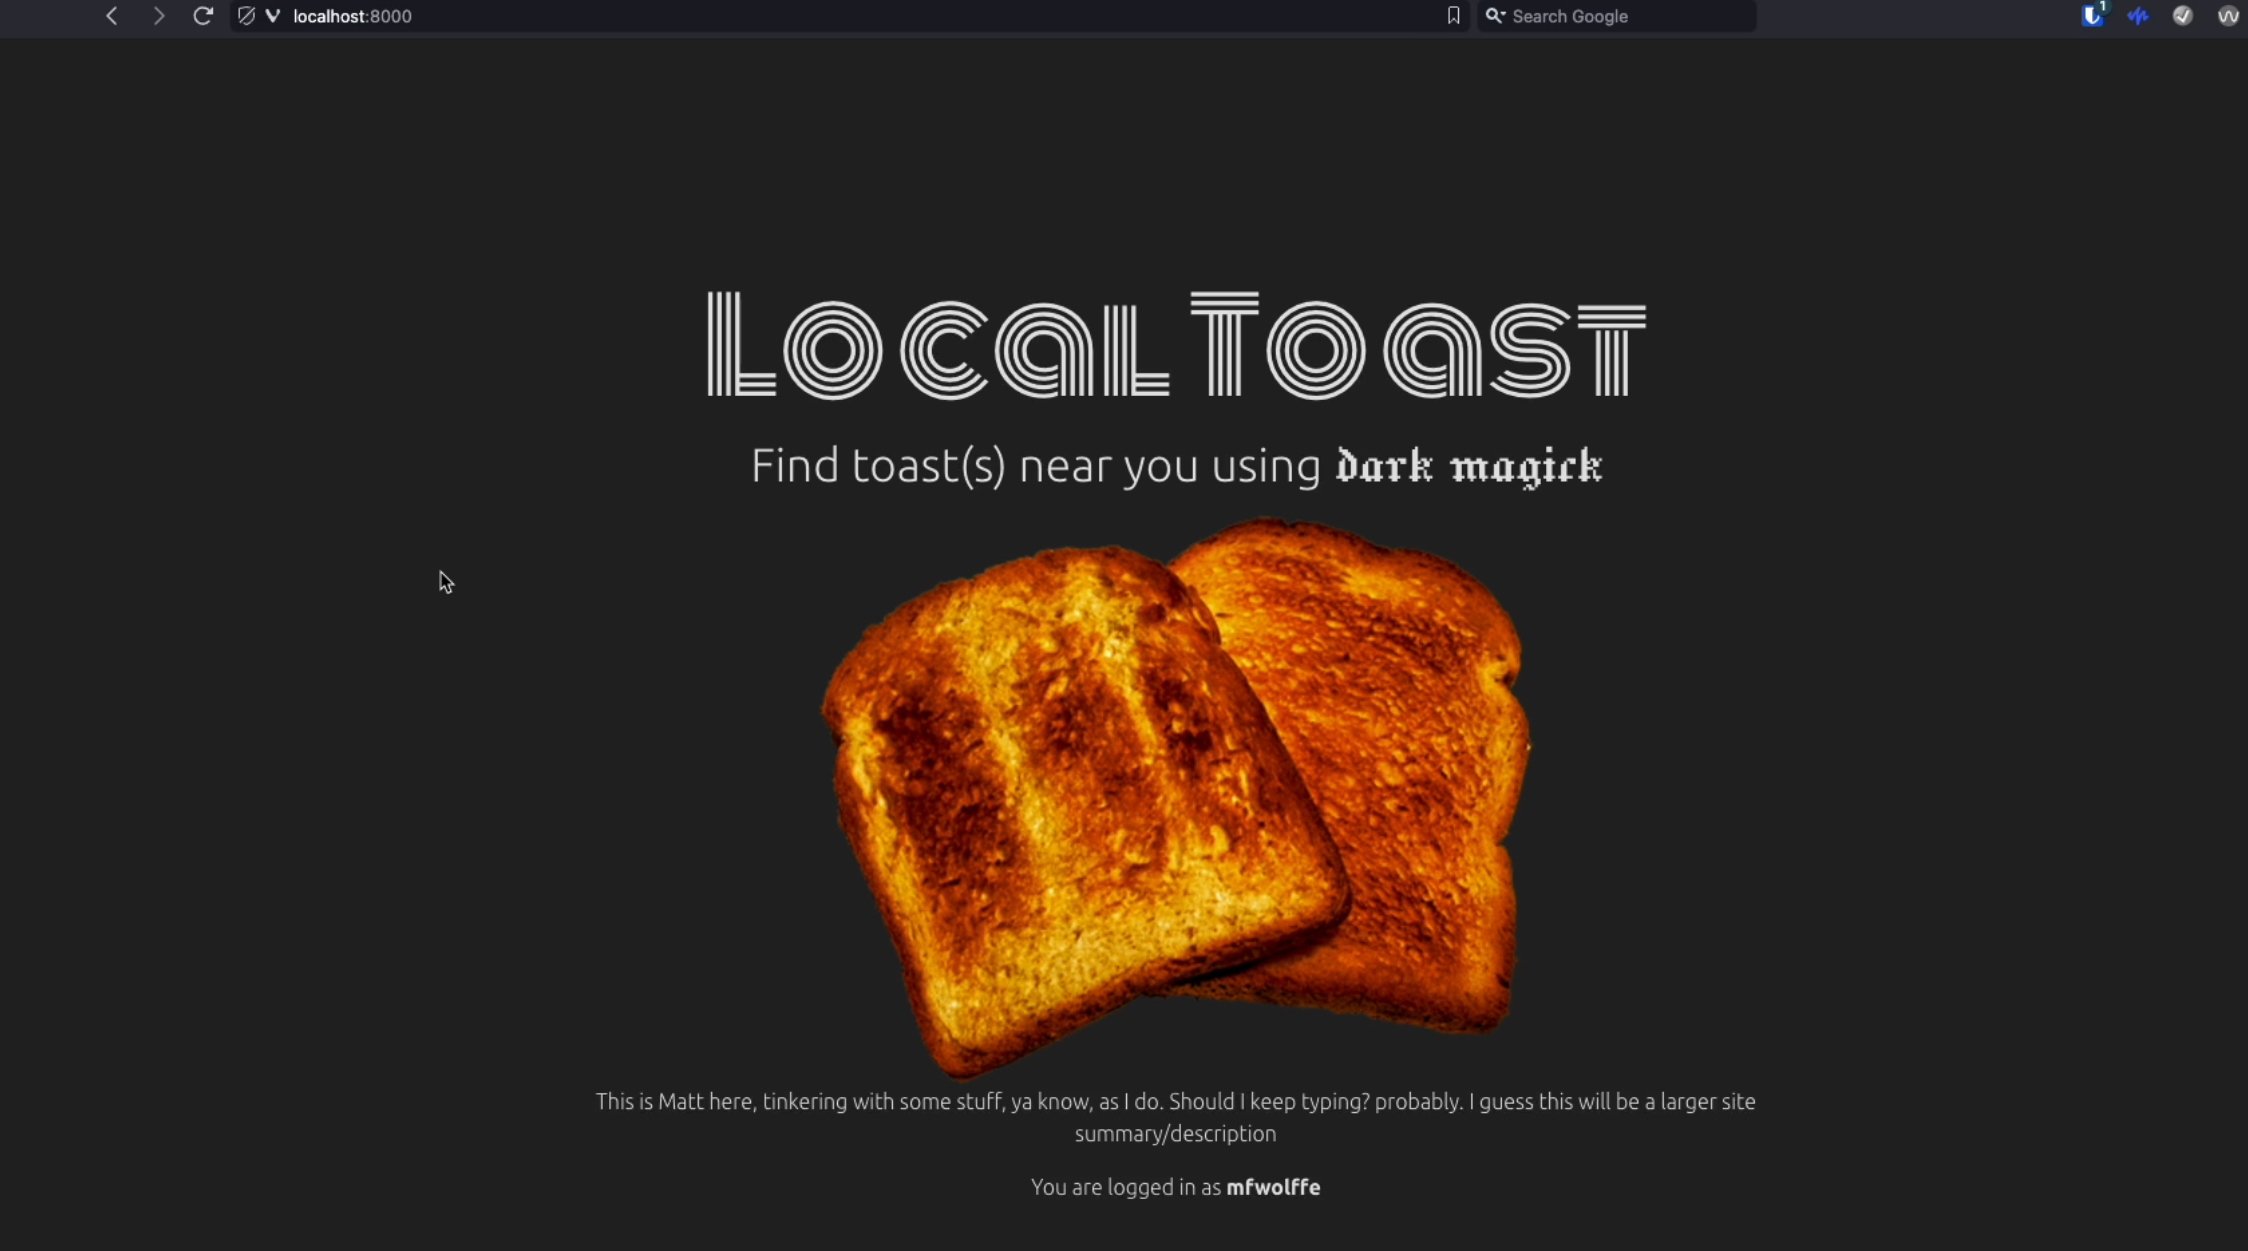 localhost:8000
Search Google
1
Local Toast
Find toast(s) near you using dark magick
This is Matt here, tinkering with some stuff, ya know, as I do. Should I keep typing? probably. I guess this will be a larger site
summary/description
You are logged in as mfwolffe